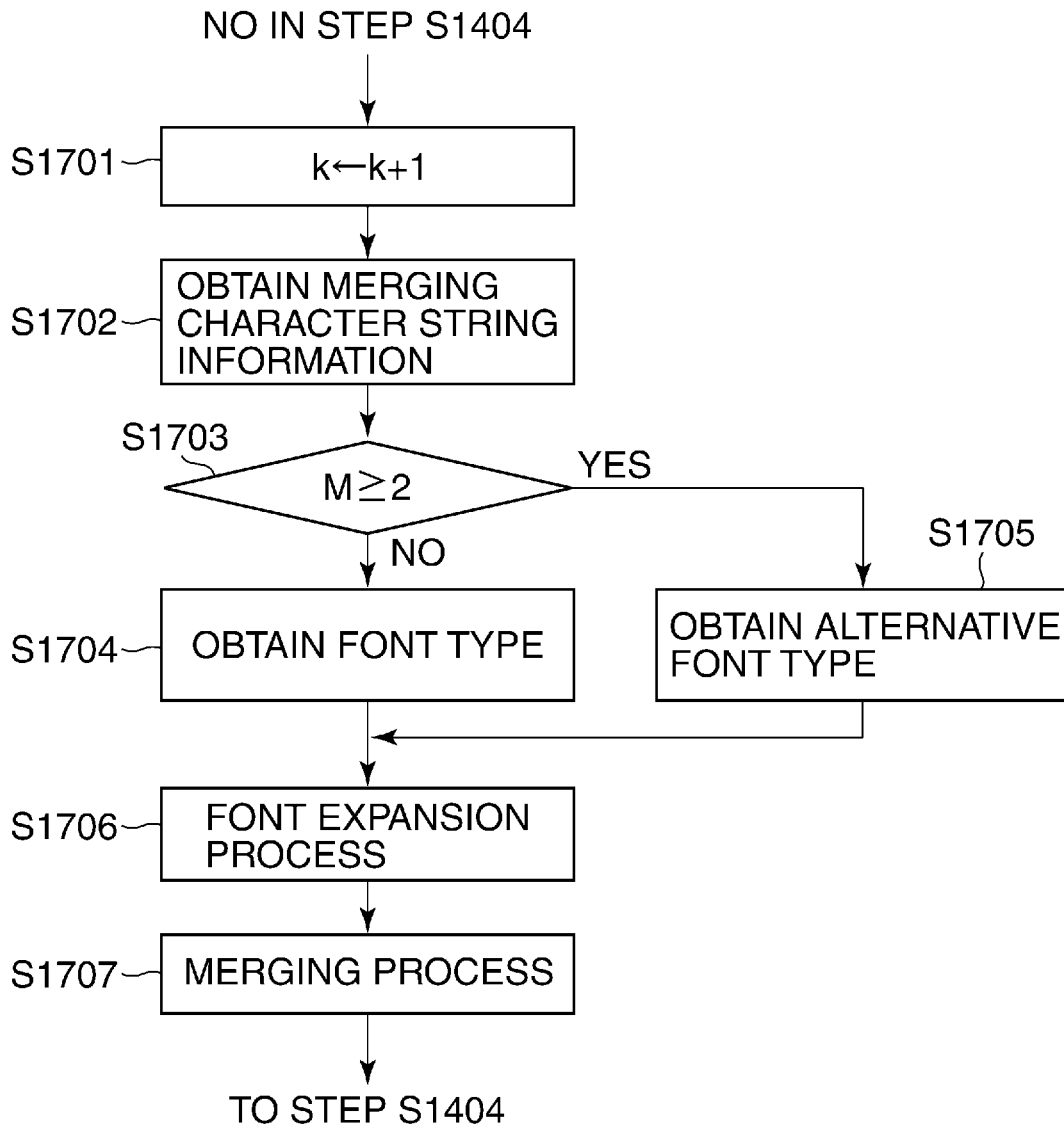 NO IN STEP S1404
S1701
k←k+1
S1702
OBTAIN MERGING
CHARACTER STRING
INFORMATION
S1703
M≧2
YES
NO
S1704
OBTAIN FONT TYPE
S1705
OBTAIN ALTERNATIVE
FONT TYPE
S1706
FONT EXPANSION
PROCESS
S1707
MERGING PROCESS
TO STEP S1404